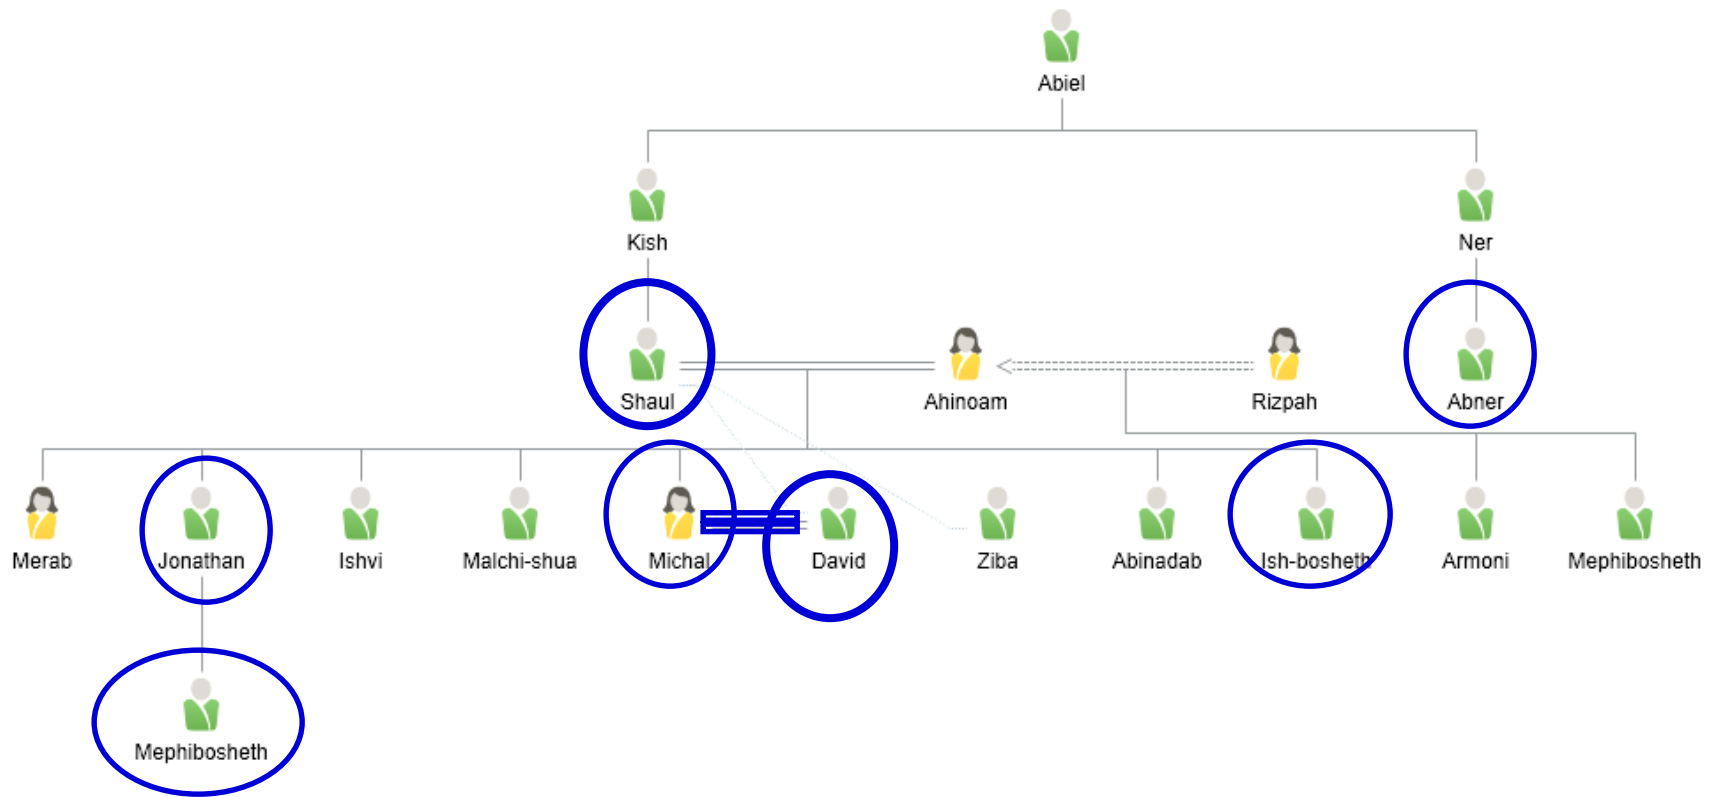 Abiel
Kish
Ner
Shaul
Ahinoam
Rizpah
Abner
Merab
Jonathan
Ishvi
Malchi-shua
Michal
David
Ziba
Abinadab
Ish-bosheth
Armoni
Mephibosheth
Mephibosheth